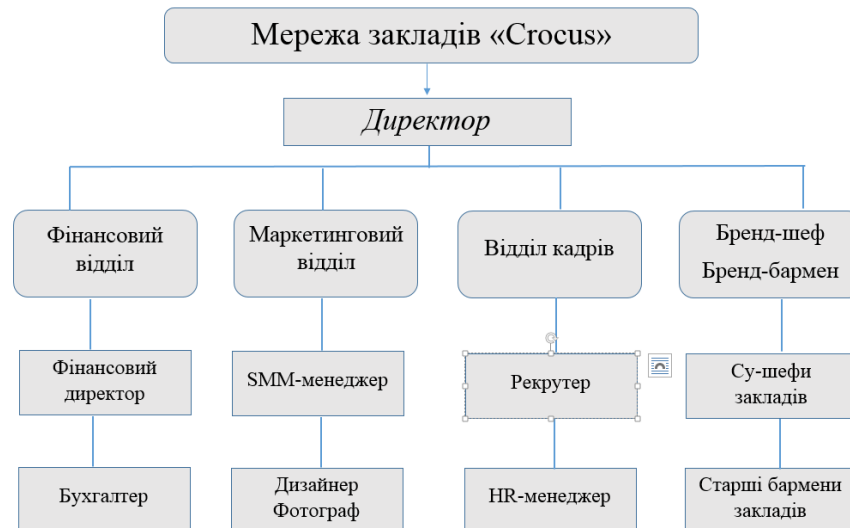 Мережа закладів «Crocus»
Директор
Фінансовий
відділ
Маркетинговий
відділ
Відділ кадрів
Бренд-шеф
Бренд-бармен
Фінансовий
директор
SMM-менеджер
Рекрутер
Су-шефи
закладів
Бухгалтер
Дизайнер
Фотограф
HR-менеджер
Старші бармени
закладів